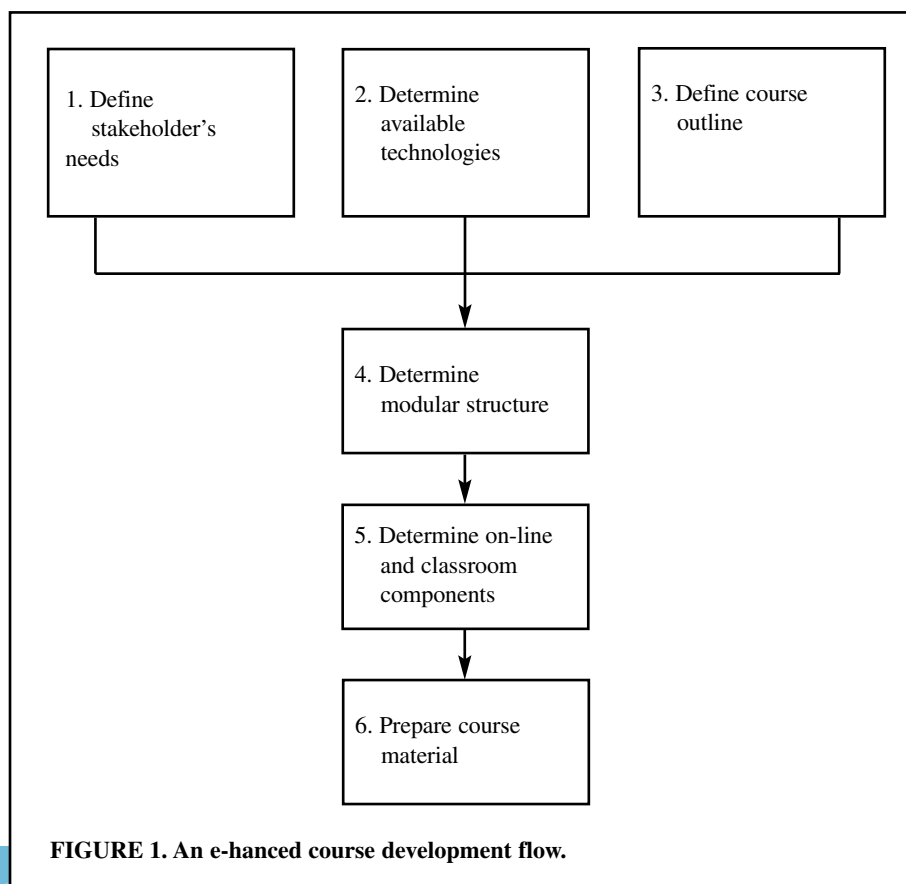 1. Define
stakeholder's
needs
2. Determine
available
technologies
3. Define course
outline
4. Determine
modular structure
5. Determine on-line
and classroom
components
6. Prepare course
material
FIGURE 1. An e-hanced course development flow.